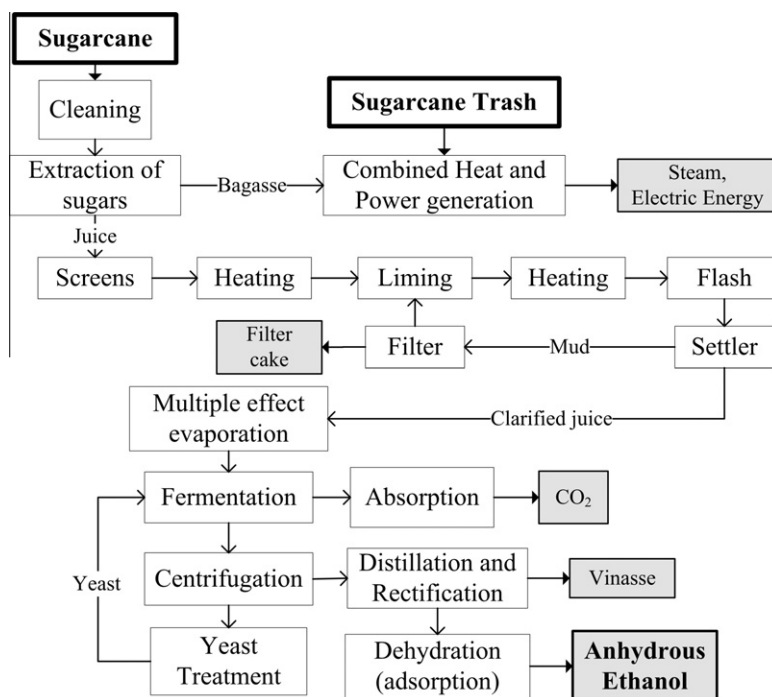 Sugarcane
Cleaning
Sugarcane Trash
Extraction of
sugars
Bagasse
Combined Heat and
Power generation
Steam,
Electric Energy
Juice
Screens
Heating
Liming
Heating
Flash
Filter
cake
Filter
Mud
Settler
Multiple effect
evaporation
Clarified juice
Fermentation
Absorption
CO₂
Yeast
Centrifugation
Distillation and
Rectification
Vinasse
Yeast
Treatment
Dehydration
(adsorption)
Anhydrous
Ethanol